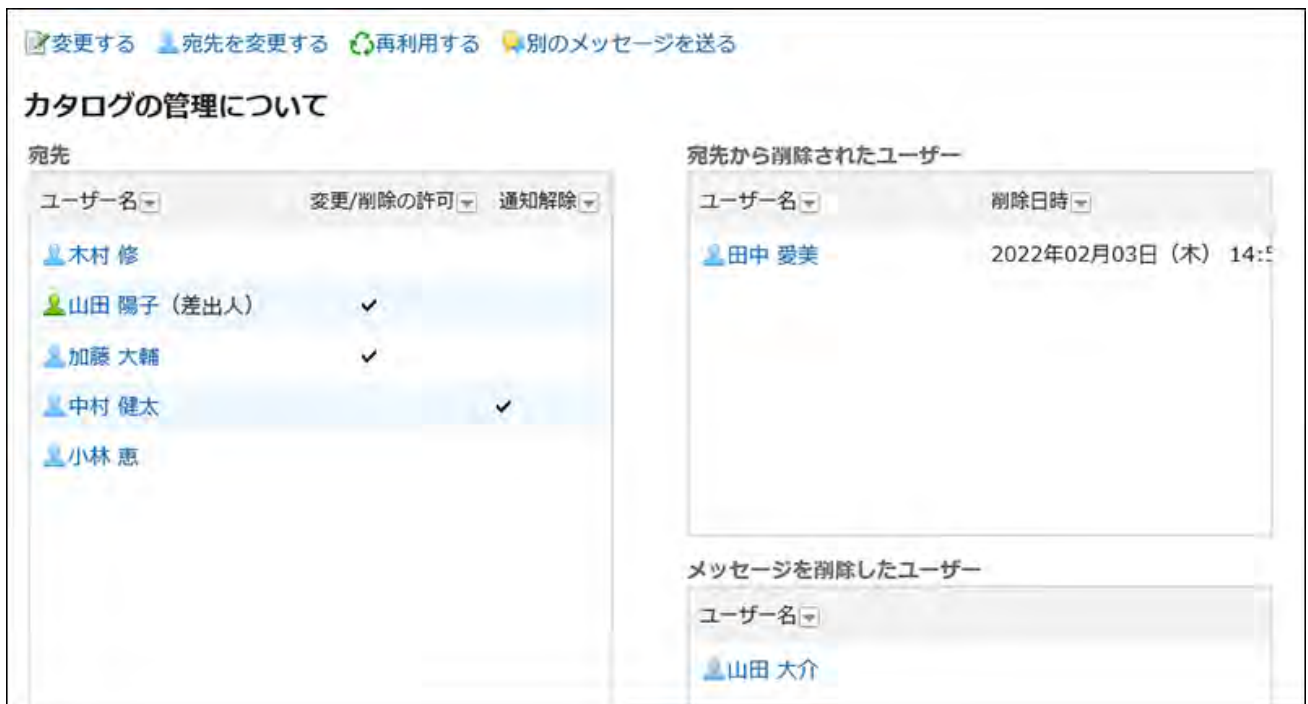 変更する 宛先を変更する 再利用する 別のメッセージを送る
カタログの管理について
宛先
ユーザー名 変更/削除の許可 通知解除
木村 修
山田 陽子（差出人）
加藤 大輔
中村 健太
小林 恵
宛先から削除されたユーザー
ユーザー名 削除日時
田中 愛美 2022年02月03日（木） 14:
メッセージを削除したユーザー
ユーザー名
山田 大介